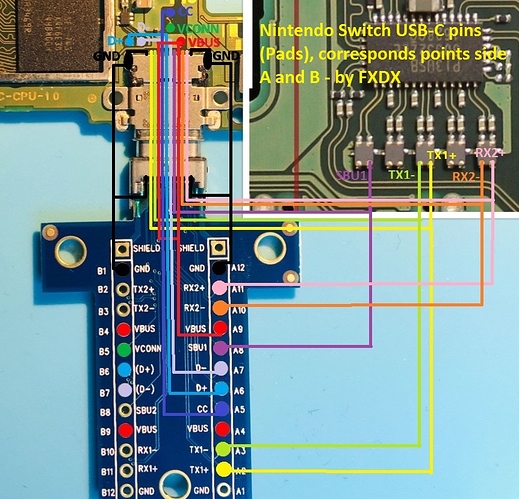 Nintendo Switch USB-C pins
(Pads), corresponds points side
A and B - by FXDX
CC
VCONN
D+
D-
VBUS
GND
GND
C-CPU-10
SBU1
TX1-
TX1+
RX2-
RX2+
SHIELD
SHIELD
B1 GND
GND A12
B2 TX2+
RX2+ A11
B3 TX2-
RX2- A10
B4 VBUS
VBUS A9
B5 VCONN
SBU1 A8
B6 (D+)
D- A7
B7 (D-)
D+ A6
B8 SBU2
CC A5
B9 VBUS
VBUS A4
B10 RX1-
TX1- A3
B11 RX1+
TX1+ A2
B12 GND
GND A1